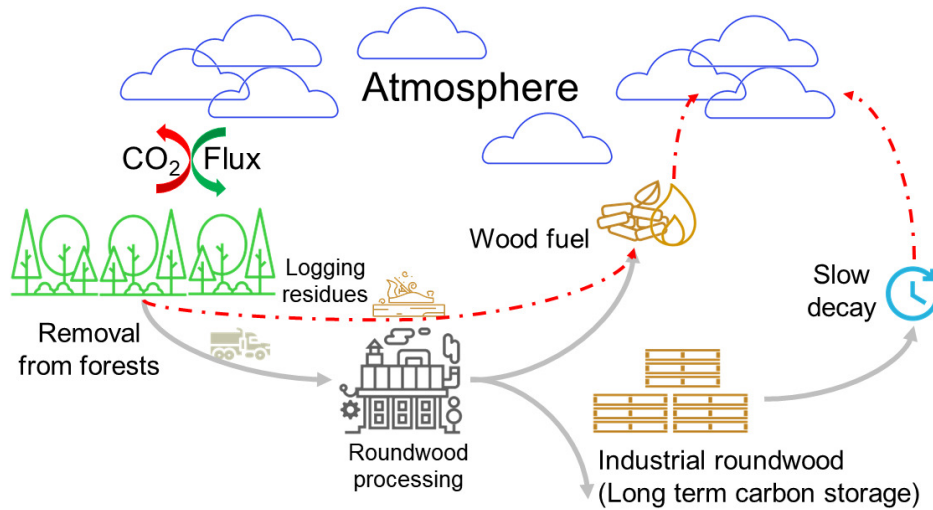 Atmosphere
CO₂ Flux
Wood fuel
Logging
residues
Slow
decay
Removal
from forests
Roundwood
processing
Industrial roundwood
(Long term carbon storage)